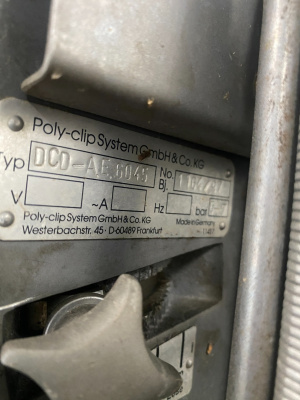 Poly-clip System GmbH & Co. KG
Typ DCD-AE 6045 No. Bj.
V ~A Hz bar
Poly-clip System GmbH & Co. KG Made in Germany
Westerbachstr. 45 · D-60489 Frankfurt